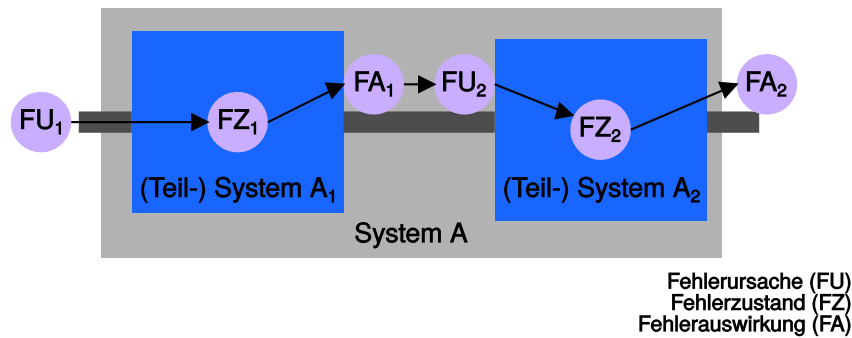 FU₁
FZ₁
FA₁
FU₂
FZ₂
FA₂
(Teil-) System A₁
(Teil-) System A₂
System A
Fehlerursache (FU)
Fehlerzustand (FZ)
Fehlerauswirkung (FA)